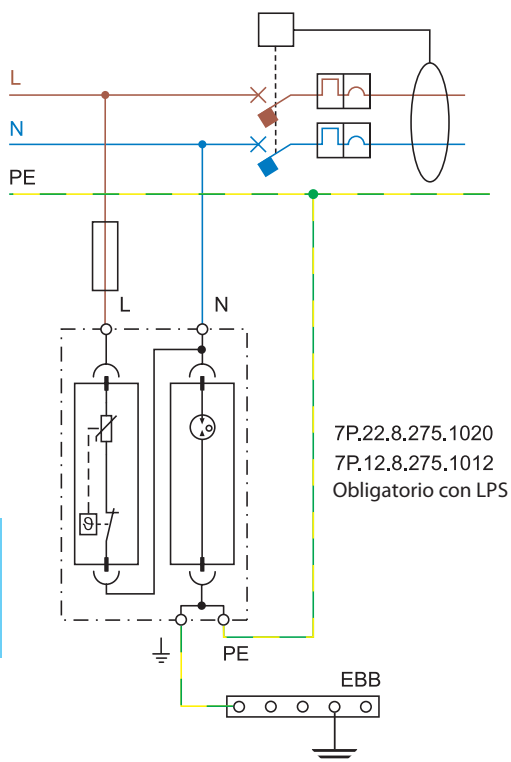 L
N
PE
L
N
7P.22.8.275.1020
7P.12.8.275.1012
Obligatorio con LPS
ϑ
PE
EBB